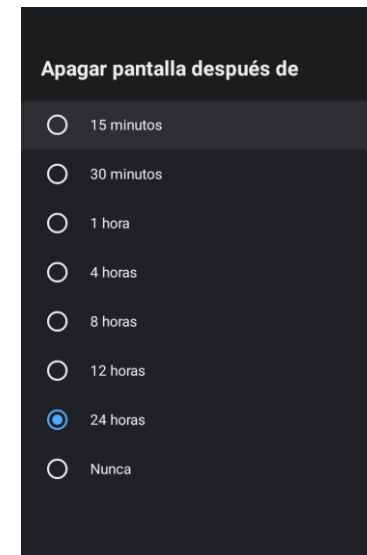 Apagar pantalla después de
15 minutos
30 minutos
1 hora
4 horas
8 horas
12 horas
24 horas
Nunca